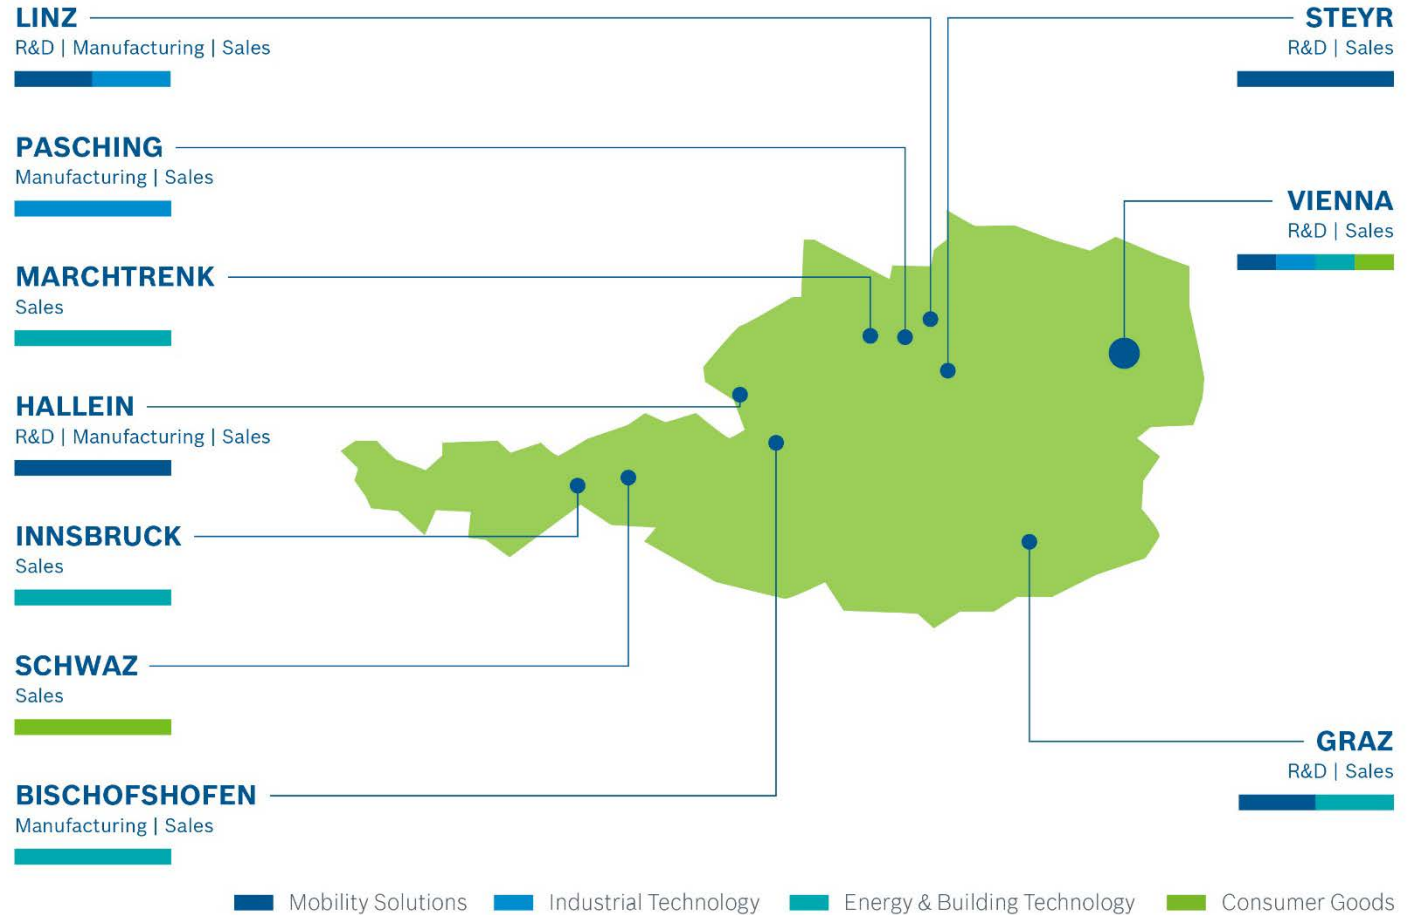 LINZ
R&D | Manufacturing | Sales
PASCHING
Manufacturing | Sales
MARCHTRENK
Sales
HALLEIN
R&D | Manufacturing | Sales
INNSBRUCK
Sales
SCHWAZ
Sales
BISCHOFSHOFEN
Manufacturing | Sales
STEYR
R&D | Sales
VIENNA
R&D | Sales
GRAZ
R&D | Sales
Mobility Solutions Industrial Technology Energy & Building Technology Consumer Goods